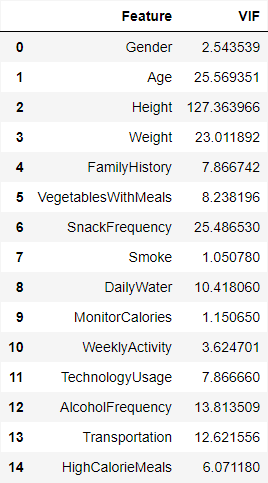 Feature VIF
0 Gender 2.543539
1 Age 25.569351
2 Height 127.363966
3 Weight 23.011892
4 FamilyHistory 7.866742
5 VegetablesWithMeals 8.238196
6 SnackFrequency 25.486530
7 Smoke 1.050780
8 DailyWater 10.418060
9 MonitorCalories 1.150650
10 WeeklyActivity 3.624701
11 TechnologyUsage 7.866660
12 AlcoholFrequency 13.813509
13 Transportation 12.621556
14 HighCalorieMeals 6.071180